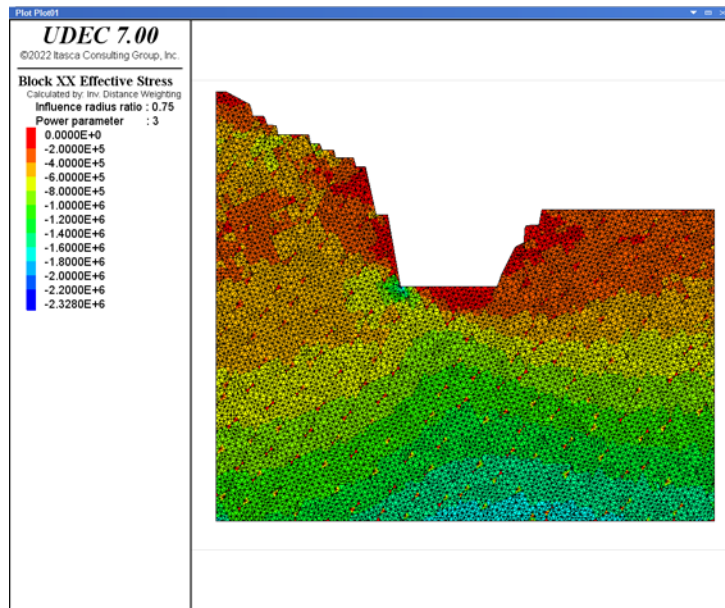 Plot Plot01
UDEC 7.00
©2022 Itasca Consulting Group, Inc.
Block XX Effective Stress
Calculated by: Inv. Distance Weighting
Influence radius ratio : 0.75
Power parameter : 3
0.0000E+0
-2.0000E+5
-4.0000E+5
-6.0000E+5
-8.0000E+5
-1.0000E+6
-1.2000E+6
-1.4000E+6
-1.6000E+6
-1.8000E+6
-2.0000E+6
-2.2000E+6
-2.3280E+6